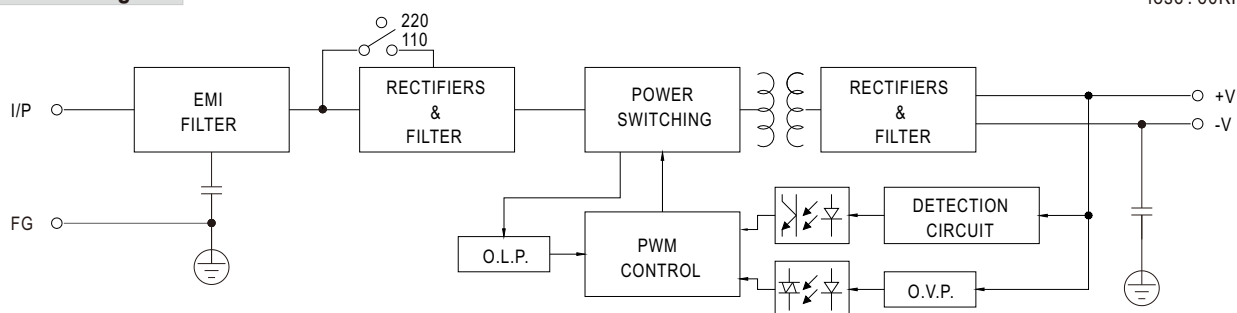 220
110
I/P
EMI
FILTER
RECTIFIERS
&
FILTER
POWER
SWITCHING
RECTIFIERS
&
FILTER
+V
-V
FG
O.L.P.
PWM
CONTROL
DETECTION
CIRCUIT
O.V.P.